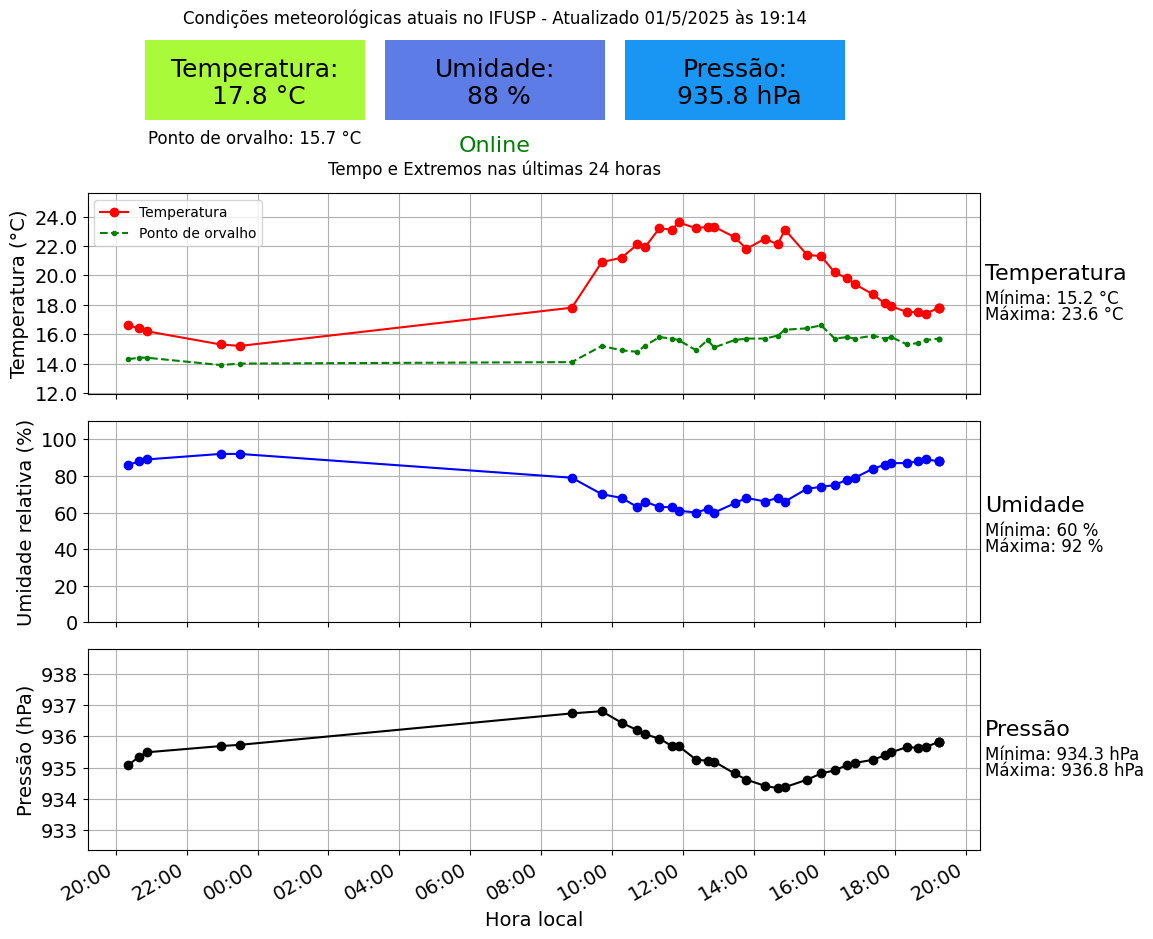 Condições meteorológicas atuais no IFUSP - Atualizado 01/5/2025 às 19:14
Temperatura:
17.8 °C
Umidade:
88 %
Pressão:
935.8 hPa
Ponto de orvalho: 15.7 °C
Online
Tempo e Extremos nas últimas 24 horas
Temperatura (°C)
24.0
22.0
20.0
18.0
16.0
14.0
12.0
Temperatura
Ponto de orvalho
Temperatura
Mínima: 15.2 °C
Máxima: 23.6 °C
Umidade relativa (%)
100
80
60
40
20
0
Umidade
Mínima: 60 %
Máxima: 92 %
Pressão (hPa)
938
937
936
935
934
933
Pressão
Mínima: 934.3 hPa
Máxima: 936.8 hPa
20:00
22:00
00:00
02:00
04:00
06:00
08:00
10:00
12:00
14:00
16:00
18:00
20:00
Hora local